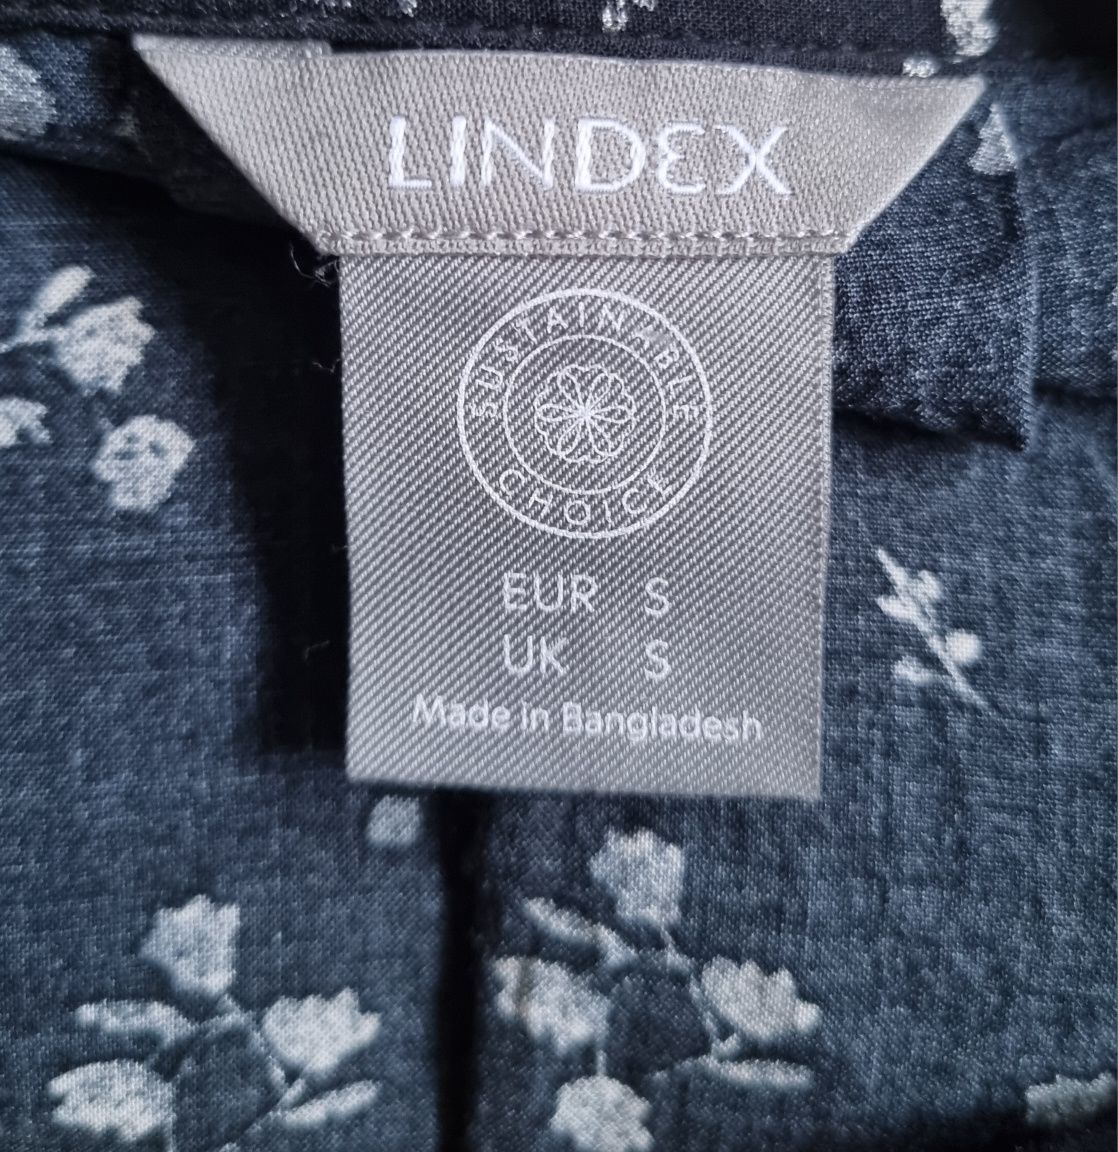 LINDEX
SUSTAINABLE
CHOICE
EUR S
UK S
Made in Bangladesh